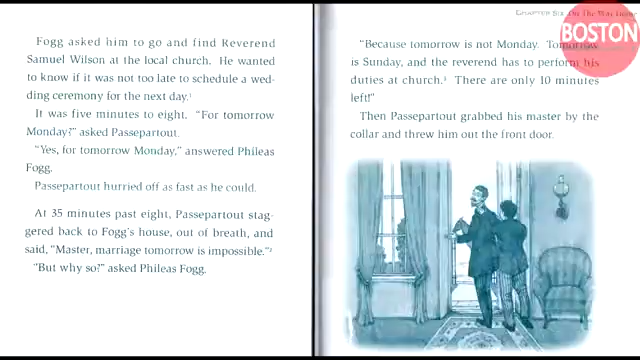 Fogg asked him to go and find Reverend
Samuel Wilson at the local church. He wanted
to know if it was not too late to schedule a wed-
ding ceremony for the next day.¹
It was five minutes to eight. "For tomorrow
Monday?" asked Passepartout.
"Yes, for tomorrow Monday," answered Phileas
Fogg.
Passepartout hurried off as fast as he could.
At 35 minutes past eight, Passepartout stag-
gered back to Fogg's house, out of breath, and
said, "Master, marriage tomorrow is impossible."²
"But why so?" asked Phileas Fogg.
CHAPTER SIX On The Way Home
BOSTON
"Because tomorrow is not Monday. Tomorrow
is Sunday, and the reverend has to perform his
duties at church.³ There are only 10 minutes
left!"
Then Passepartout grabbed his master by the
collar and threw him out the front door.